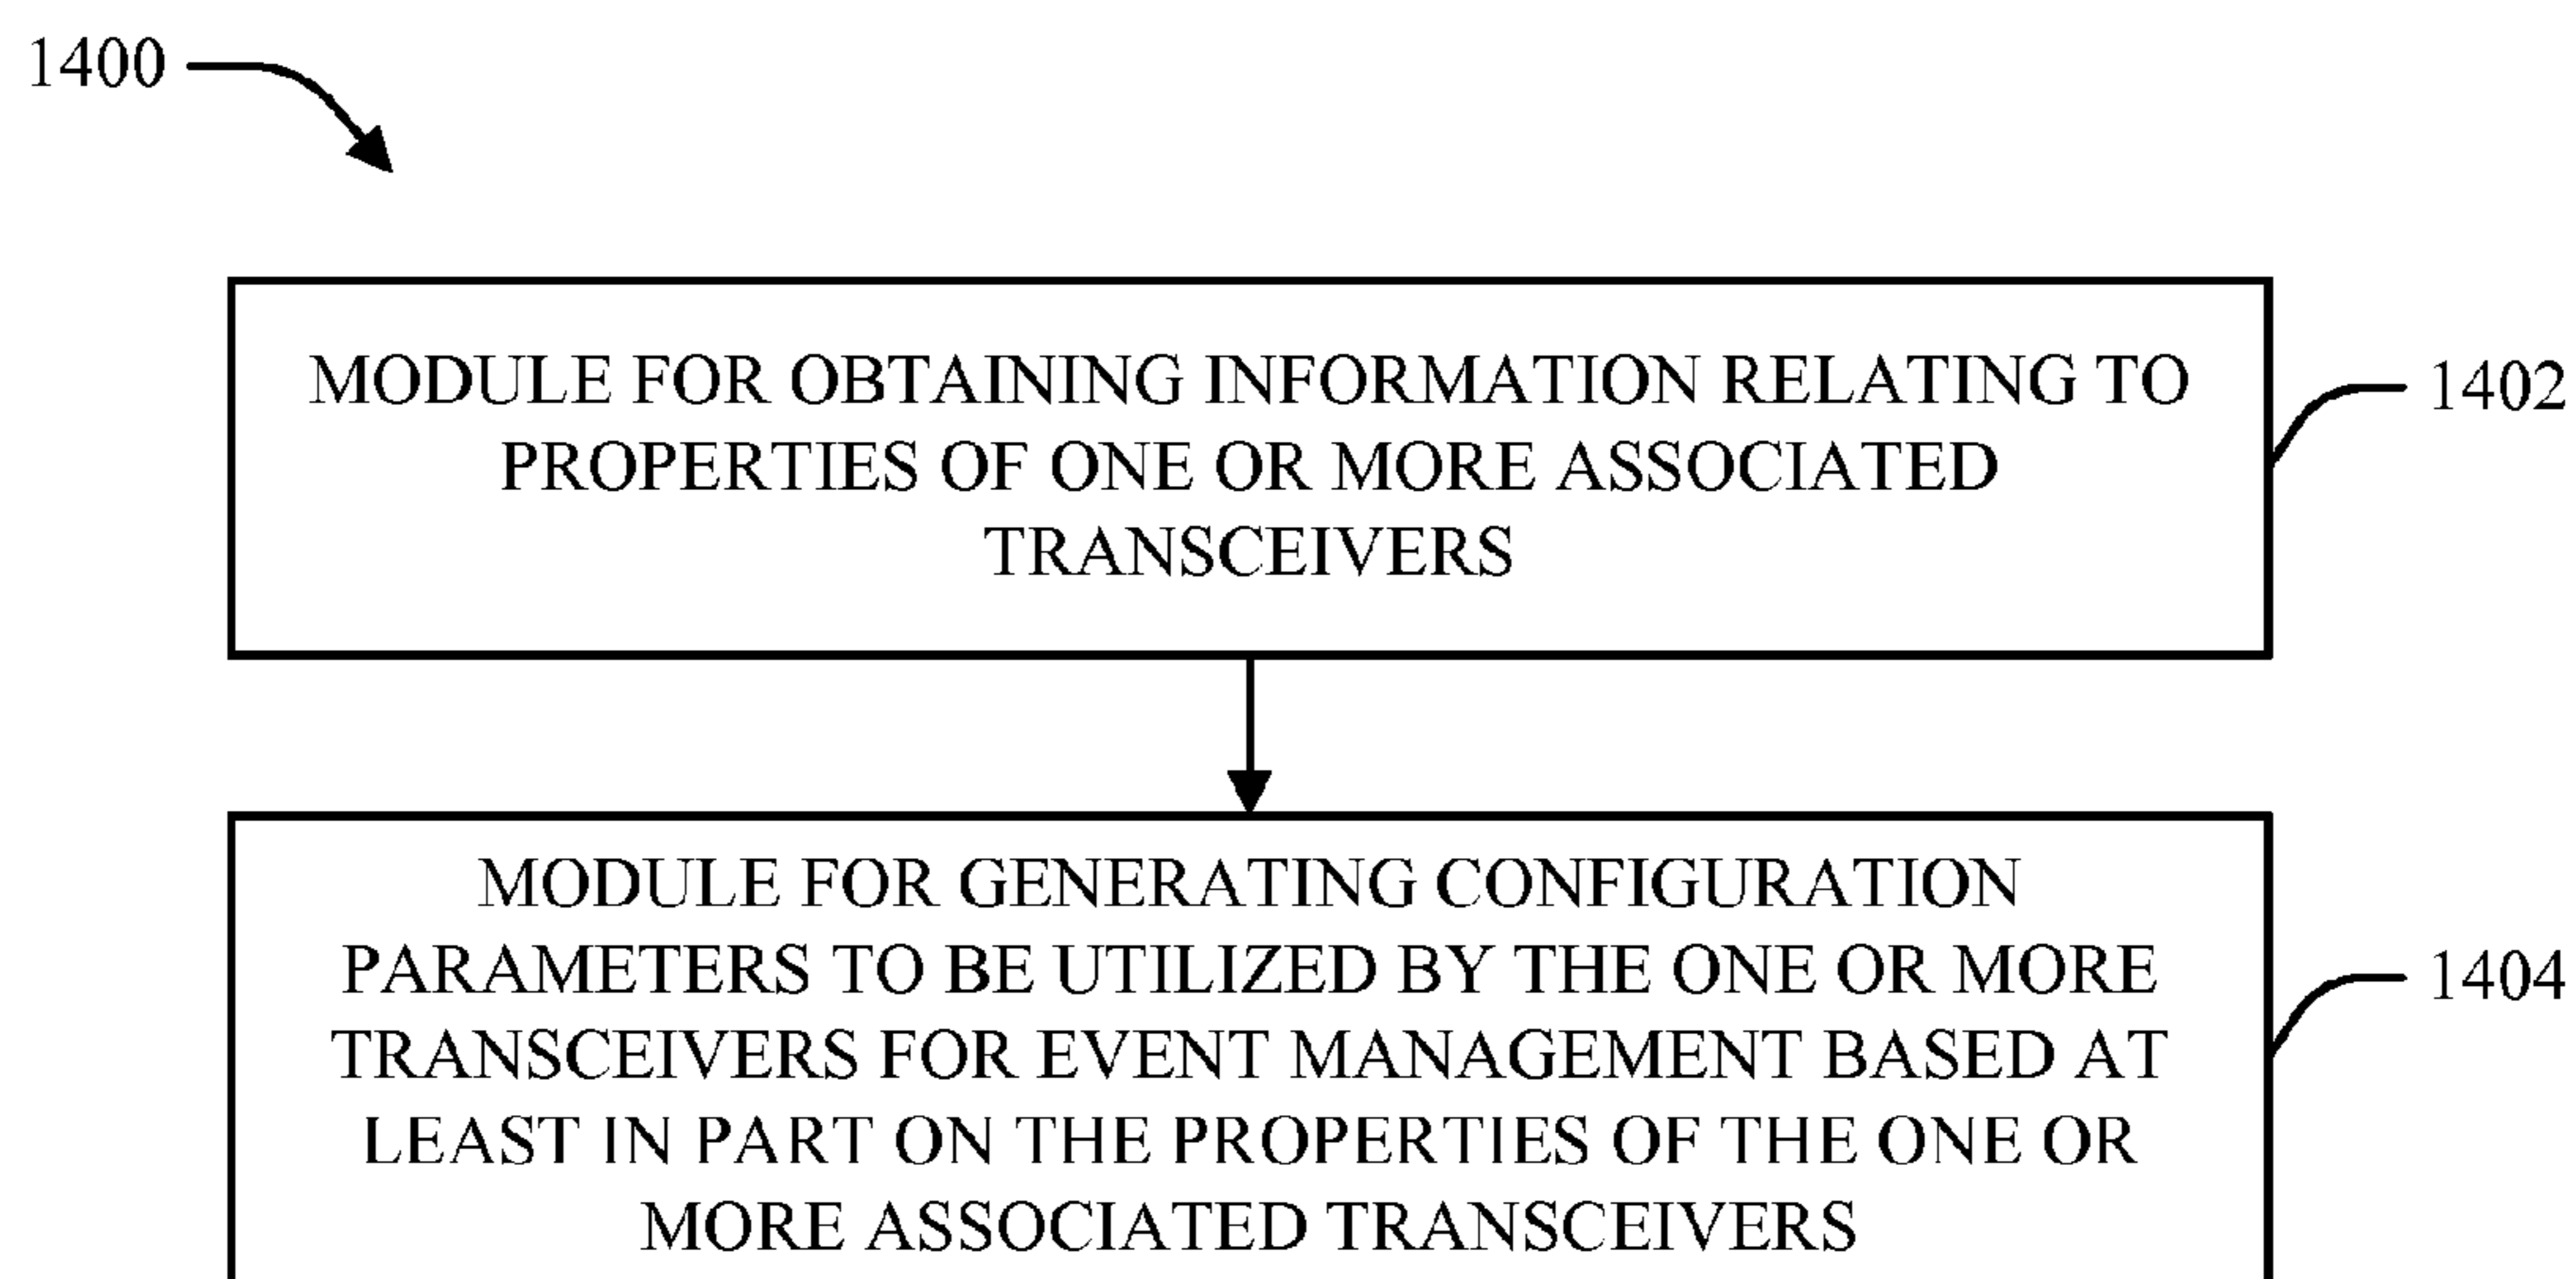 1400
MODULE FOR OBTAINING INFORMATION RELATING TO
PROPERTIES OF ONE OR MORE ASSOCIATED
TRANSCEIVERS
1402
MODULE FOR GENERATING CONFIGURATION
PARAMETERS TO BE UTILIZED BY THE ONE OR MORE
TRANSCEIVERS FOR EVENT MANAGEMENT BASED AT
LEAST IN PART ON THE PROPERTIES OF THE ONE OR
MORE ASSOCIATED TRANSCEIVERS
1404